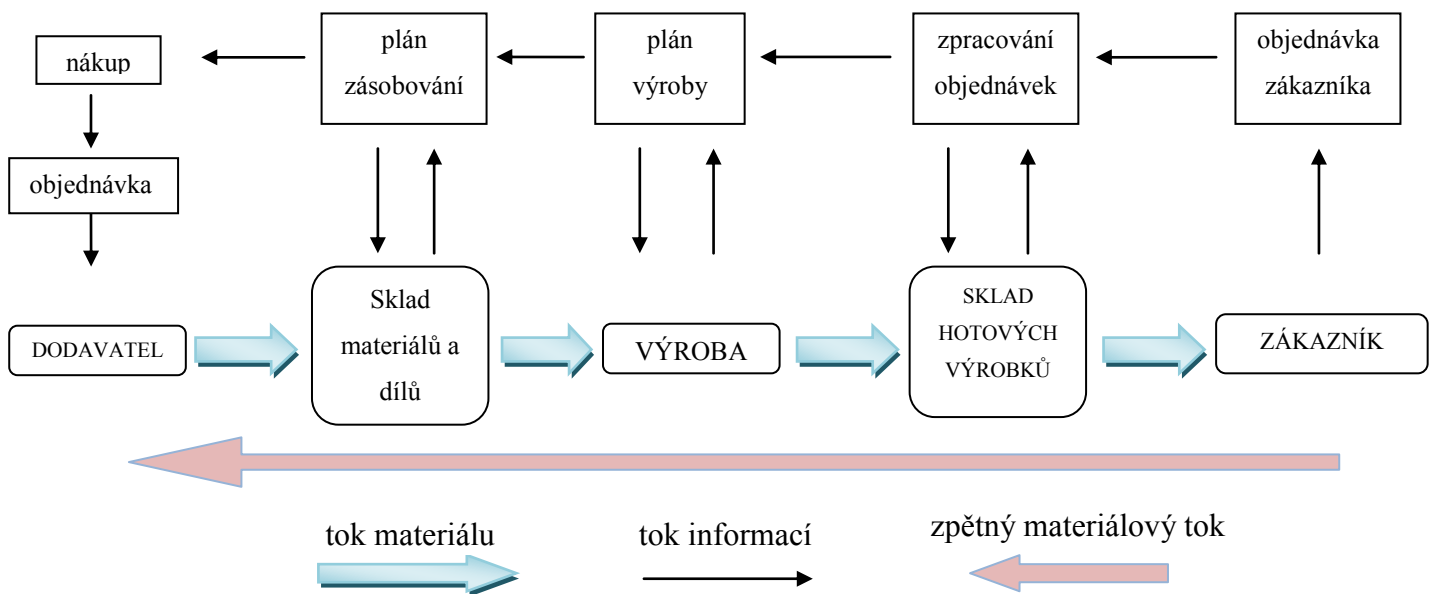 nákup
plán
zásobování
plán
výroby
zpracování
objednávek
objednávka
zákazníka
objednávka
DODAVATEL
Sklad
materiálů a
dílů
VÝROBA
SKLAD
HOTOVÝCH
VÝROBKŮ
ZÁKAZNÍK
tok materiálu
tok informací
zpětný materiálový tok